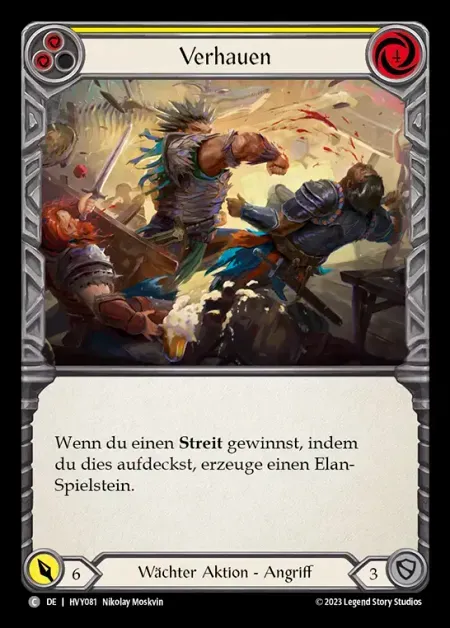 Verhauen
4
Wenn du einen Streit gewinnst, indem
du dies aufdeckst, erzeuge einen Elan-
Spielstein.
6
Wächter Aktion - Angriff
3
C DE | HVY081 Nikolay Moskvin
© 2023 Legend Story Studios